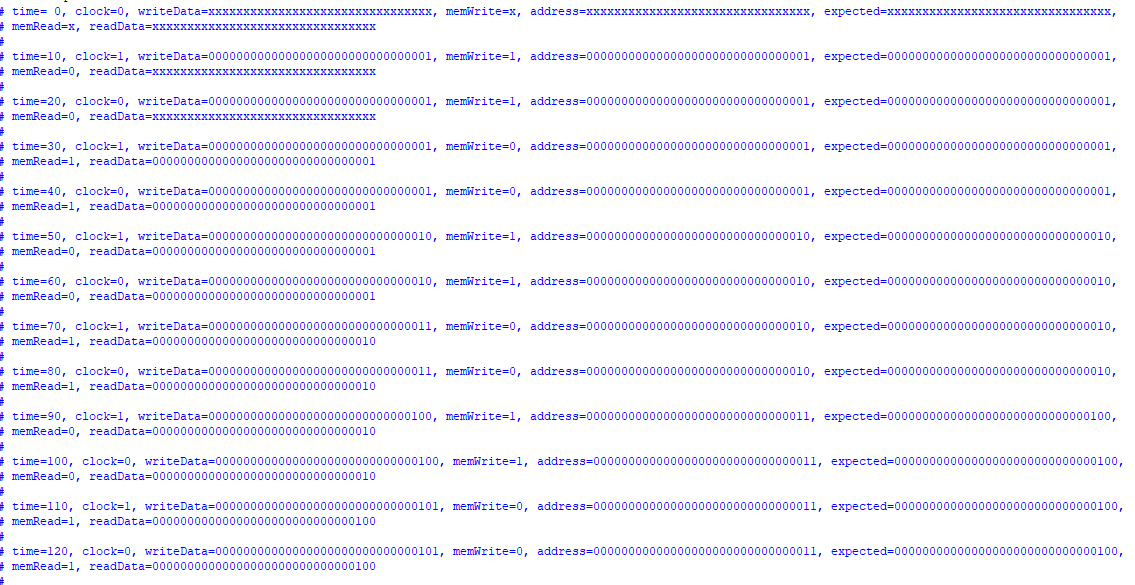 # time= 0, clock=0, writeData=xxxxxxxxxxxxxxxxxxxxxxxxxxxxxxxx, memWrite=x, address=xxxxxxxxxxxxxxxxxxxxxxxxxxxxxxxx, expected=xxxxxxxxxxxxxxxxxxxxxxxxxxxxxxxx,
# memRead=x, readData=xxxxxxxxxxxxxxxxxxxxxxxxxxxxxxxx
#
# time=10, clock=1, writeData=00000000000000000000000000000001, memWrite=1, address=00000000000000000000000000000001, expected=00000000000000000000000000000001,
# memRead=0, readData=xxxxxxxxxxxxxxxxxxxxxxxxxxxxxxxx
#
# time=20, clock=0, writeData=00000000000000000000000000000001, memWrite=1, address=00000000000000000000000000000001, expected=00000000000000000000000000000001,
# memRead=0, readData=xxxxxxxxxxxxxxxxxxxxxxxxxxxxxxxx
#
# time=30, clock=1, writeData=00000000000000000000000000000001, memWrite=0, address=00000000000000000000000000000001, expected=00000000000000000000000000000001,
# memRead=1, readData=00000000000000000000000000000001
#
# time=40, clock=0, writeData=00000000000000000000000000000001, memWrite=0, address=00000000000000000000000000000001, expected=00000000000000000000000000000001,
# memRead=1, readData=00000000000000000000000000000001
#
# time=50, clock=1, writeData=00000000000000000000000000000010, memWrite=1, address=00000000000000000000000000000010, expected=00000000000000000000000000000010,
# memRead=0, readData=00000000000000000000000000000001
#
# time=60, clock=0, writeData=00000000000000000000000000000010, memWrite=1, address=00000000000000000000000000000010, expected=00000000000000000000000000000010,
# memRead=0, readData=00000000000000000000000000000001
#
# time=70, clock=1, writeData=00000000000000000000000000000011, memWrite=0, address=00000000000000000000000000000010, expected=00000000000000000000000000000010,
# memRead=1, readData=00000000000000000000000000000010
#
# time=80, clock=0, writeData=00000000000000000000000000000011, memWrite=0, address=00000000000000000000000000000010, expected=00000000000000000000000000000010,
# memRead=1, readData=00000000000000000000000000000010
#
# time=90, clock=1, writeData=00000000000000000000000000000100, memWrite=1, address=00000000000000000000000000000011, expected=00000000000000000000000000000100,
# memRead=0, readData=00000000000000000000000000000010
#
# time=100, clock=0, writeData=00000000000000000000000000000100, memWrite=1, address=00000000000000000000000000000011, expected=00000000000000000000000000000100,
# memRead=0, readData=00000000000000000000000000000010
#
# time=110, clock=1, writeData=00000000000000000000000000000101, memWrite=0, address=00000000000000000000000000000011, expected=00000000000000000000000000000100,
# memRead=1, readData=00000000000000000000000000000100
#
# time=120, clock=0, writeData=00000000000000000000000000000101, memWrite=0, address=00000000000000000000000000000011, expected=00000000000000000000000000000100,
# memRead=1, readData=00000000000000000000000000000100
#